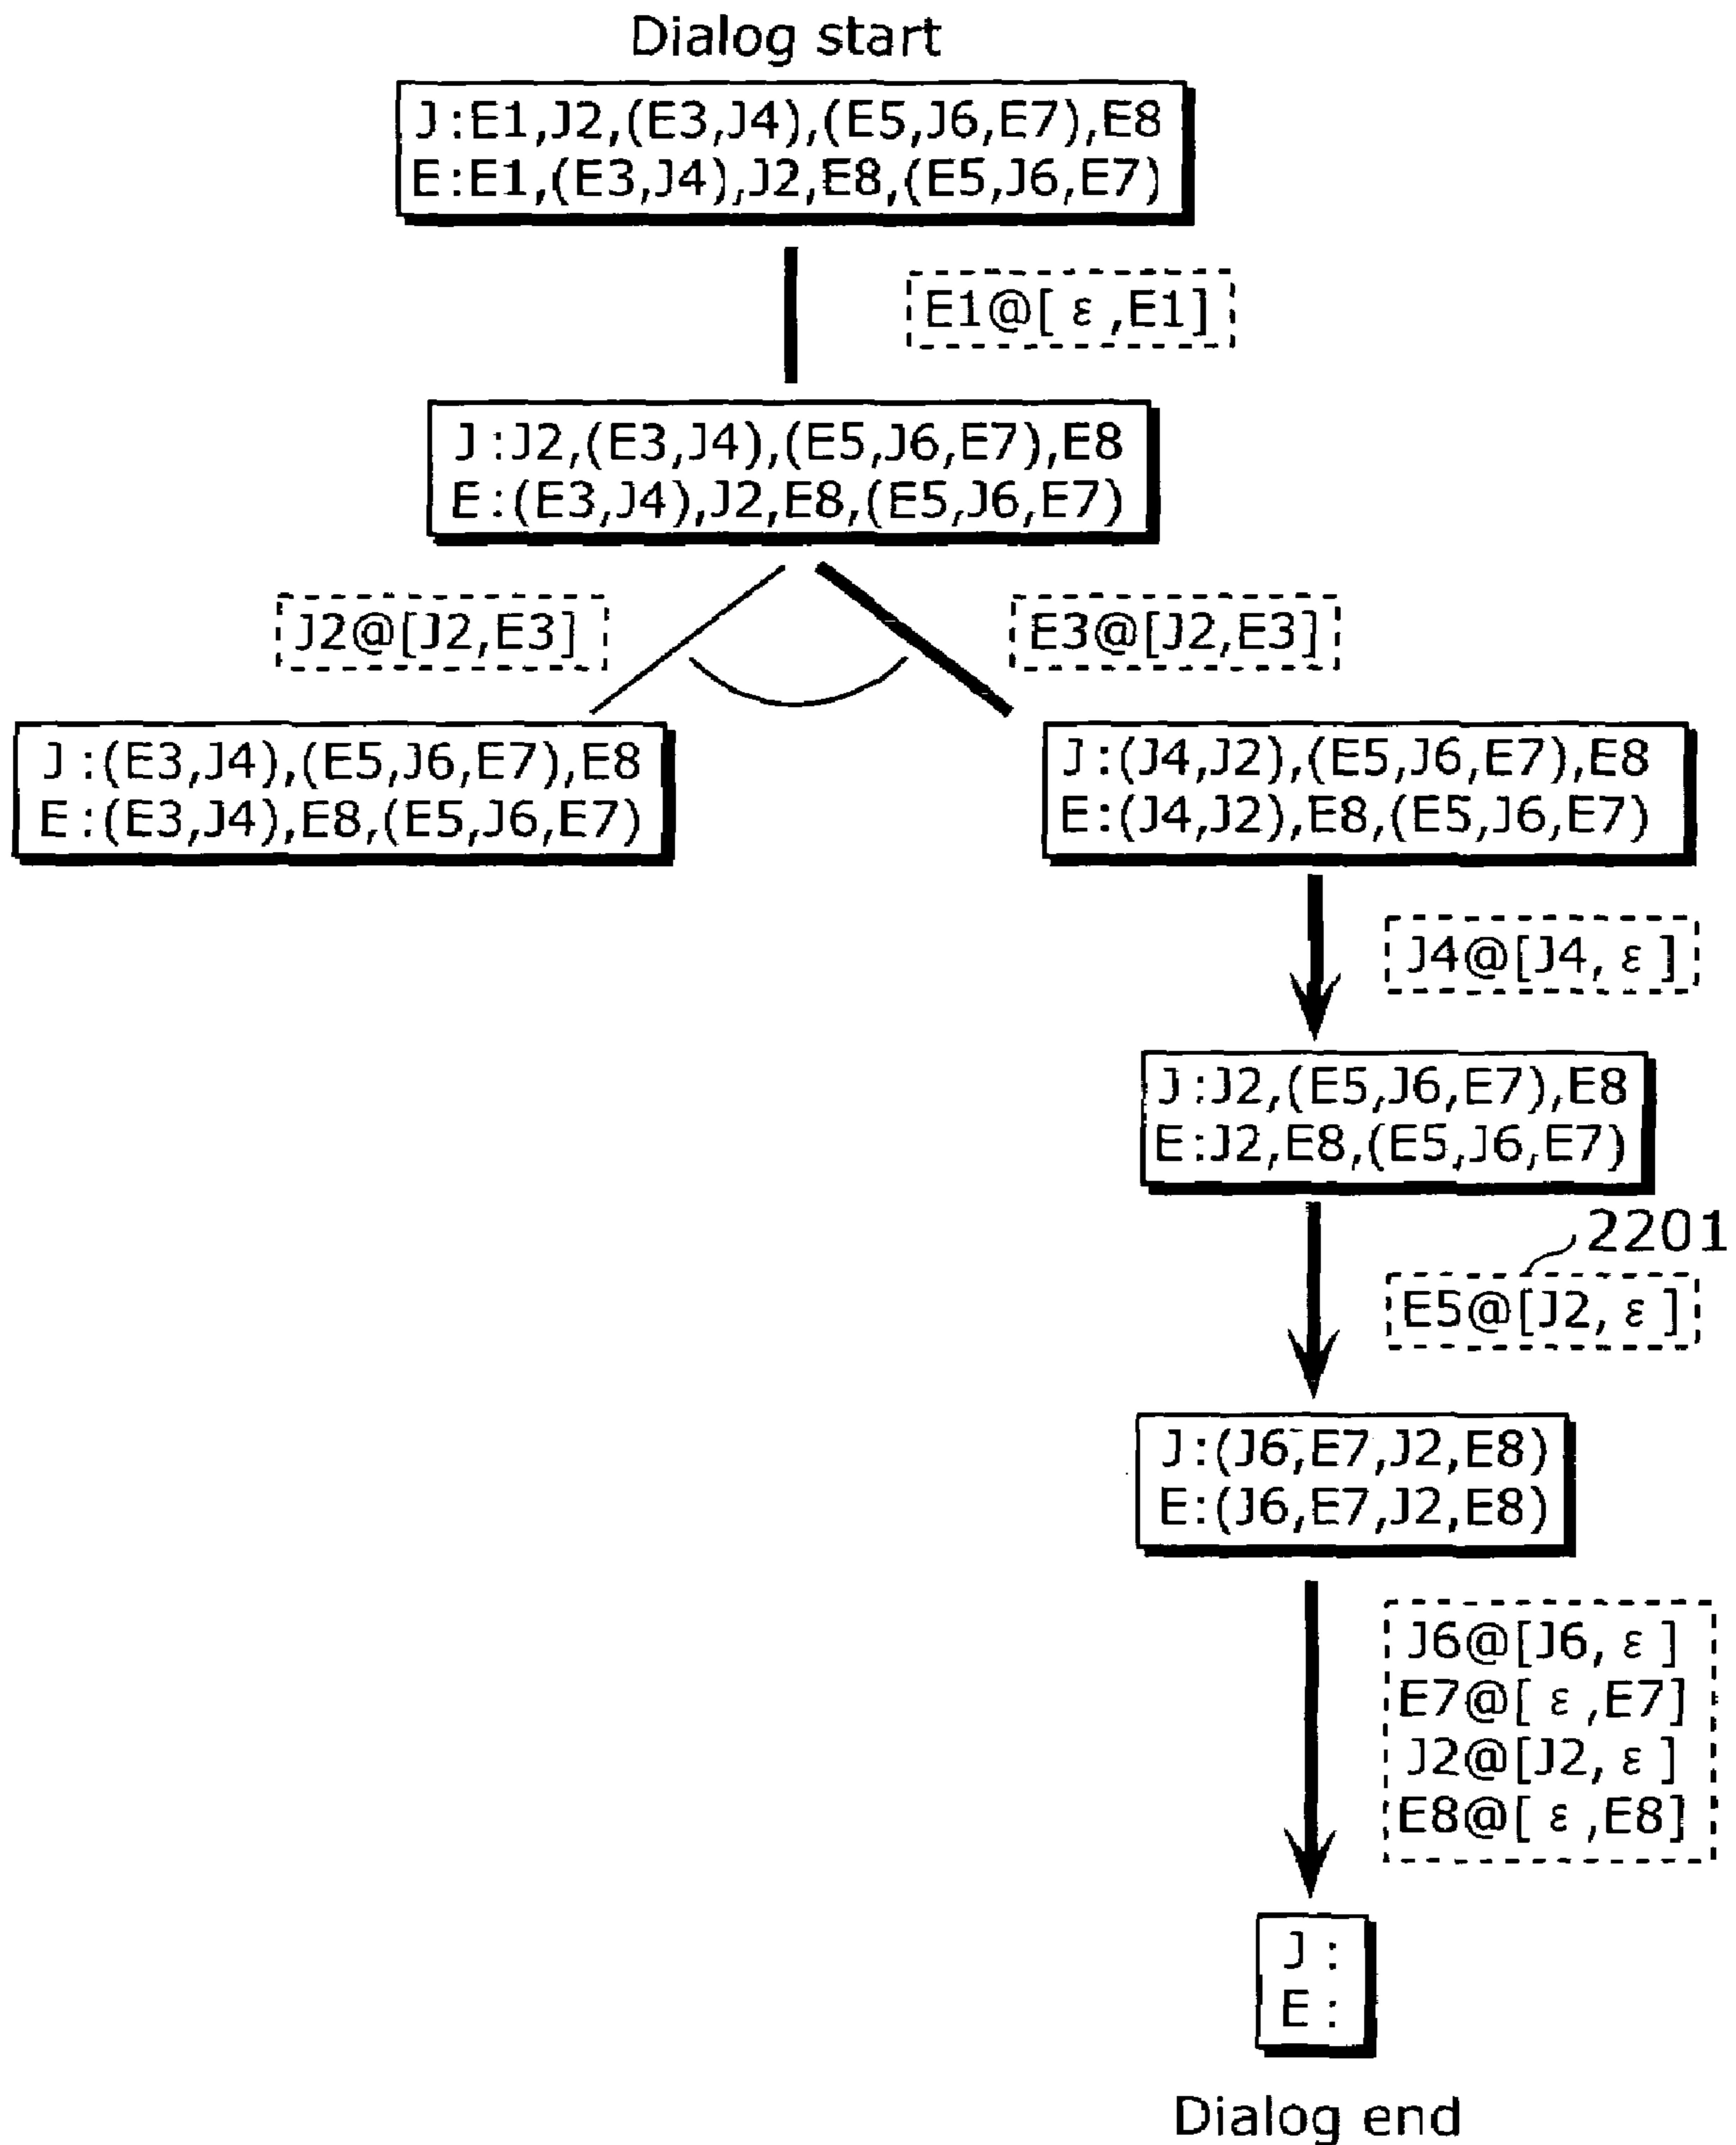 Dialog start
J:E1,J2,(E3,J4),(E5,J6,E7),E8
E:E1,(E3,J4),J2,E8,(E5,J6,E7)
E1@[ ε,E1]
J:J2,(E3,J4),(E5,J6,E7),E8
E:(E3,J4),J2,E8,(E5,J6,E7)
J2@[J2,E3]
E3@[J2,E3]
J:(E3,J4),(E5,J6,E7),E8
E:(E3,J4),E8,(E5,J6,E7)
J:(J4,J2),(E5,J6,E7),E8
E:(J4,J2),E8,(E5,J6,E7)
J4@[J4, ε ]
J:J2,(E5,J6,E7),E8
E:J2,E8,(E5,J6,E7)
2201
E5@[J2, ε ]
J:(J6,E7,J2,E8)
E:(J6,E7,J2,E8)
J6@[J6, ε ]
E7@[ ε ,E7]
J2@[J2, ε ]
E8@[ ε ,E8]
J:
E:
Dialog end